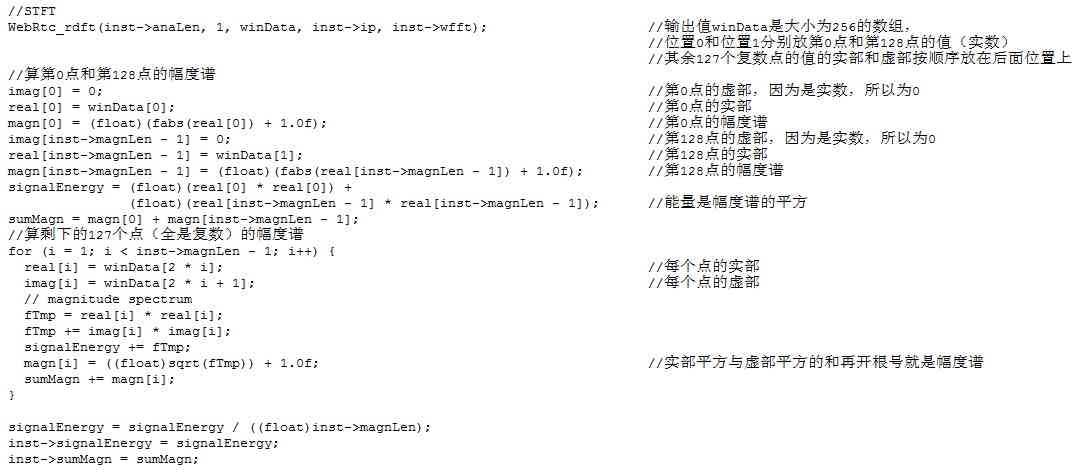 //STFT
WebRtc_rdft(inst->anaLen, 1, winData, inst->ip, inst->wfft); //输出值winData是大小为256的数组,
//位置0和位置1分别放第0点和第128点的值（实数）
//其余127个复数点的值的实部和虚部按顺序放在后面位置上
//算第0点和第128点的幅度谱
imag[0] = 0; //第0点的虚部，因为是实数，所以为0
real[0] = winData[0]; //第0点的实部
magn[0] = (float)(fabs(real[0]) + 1.0f); //第0点的幅度谱
imag[inst->magnLen - 1] = 0; //第128点的虚部，因为是实数，所以为0
real[inst->magnLen - 1] = winData[1]; //第128点的实部
magn[inst->magnLen - 1] = (float)(fabs(real[inst->magnLen - 1]) + 1.0f); //第128点的幅度谱
signalEnergy = (float)(real[0] * real[0]) +
(float)(real[inst->magnLen - 1] * real[inst->magnLen - 1]); //能量是幅度谱的平方
sumMagn = magn[0] + magn[inst->magnLen - 1];
//算剩下的127个点（全是复数）的幅度谱
for (i = 1; i < inst->magnLen - 1; i++) {
real[i] = winData[2 * i]; //每个点的实部
imag[i] = winData[2 * i + 1]; //每个点的虚部
// magnitude spectrum
fTmp = real[i] * real[i];
fTmp += imag[i] * imag[i];
signalEnergy += fTmp;
magn[i] = ((float)sqrt(fTmp)) + 1.0f; //实部平方与虚部平方的和再开根号就是幅度谱
sumMagn += magn[i];
}
signalEnergy = signalEnergy / ((float)inst->magnLen);
inst->signalEnergy = signalEnergy;
inst->sumMagn = sumMagn;